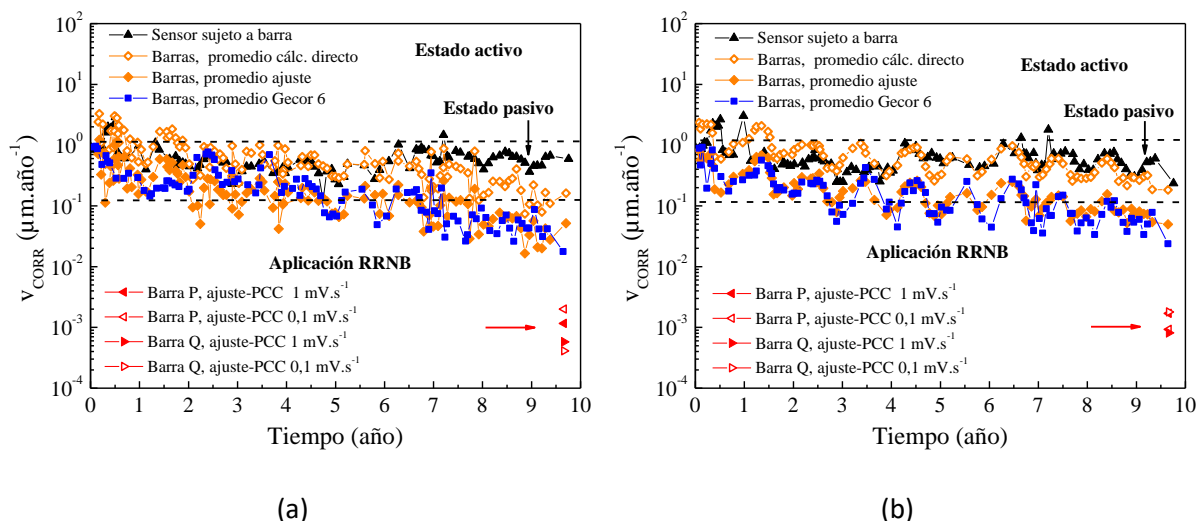 (a)
Sensor sujeto a barra
Barras, promedio cálc. directo
Barras, promedio ajuste
Barras, promedio Gecor 6
Estado activo
Estado pasivo
Aplicación RRNB
Barra P, ajuste-PCC 1 mV.s⁻¹
Barra P, ajuste-PCC 0,1 mV.s⁻¹
Barra Q, ajuste-PCC 1 mV.s⁻¹
Barra Q, ajuste-PCC 0,1 mV.s⁻¹
v_CORR (µm.año⁻¹)
10²
10¹
10⁰
10⁻¹
10⁻²
10⁻³
10⁻⁴
0 1 2 3 4 5 6 7 8 9 10
Tiempo (año)
(b)
Sensor sujeto a barra
Barras, promedio cálc. directo
Barras, promedio ajuste
Barras, promedio Gecor 6
Estado activo
Estado pasivo
Aplicación RRNB
Barra P, ajuste-PCC 1 mV.s⁻¹
Barra P, ajuste-PCC 0,1 mV.s⁻¹
Barra Q, ajuste-PCC 1 mV.s⁻¹
Barra Q, ajuste-PCC 0,1 mV.s⁻¹
v_CORR (µm.año⁻¹)
10²
10¹
10⁰
10⁻¹
10⁻²
10⁻³
10⁻⁴
0 1 2 3 4 5 6 7 8 9 10
Tiempo (año)
(a)
(b)